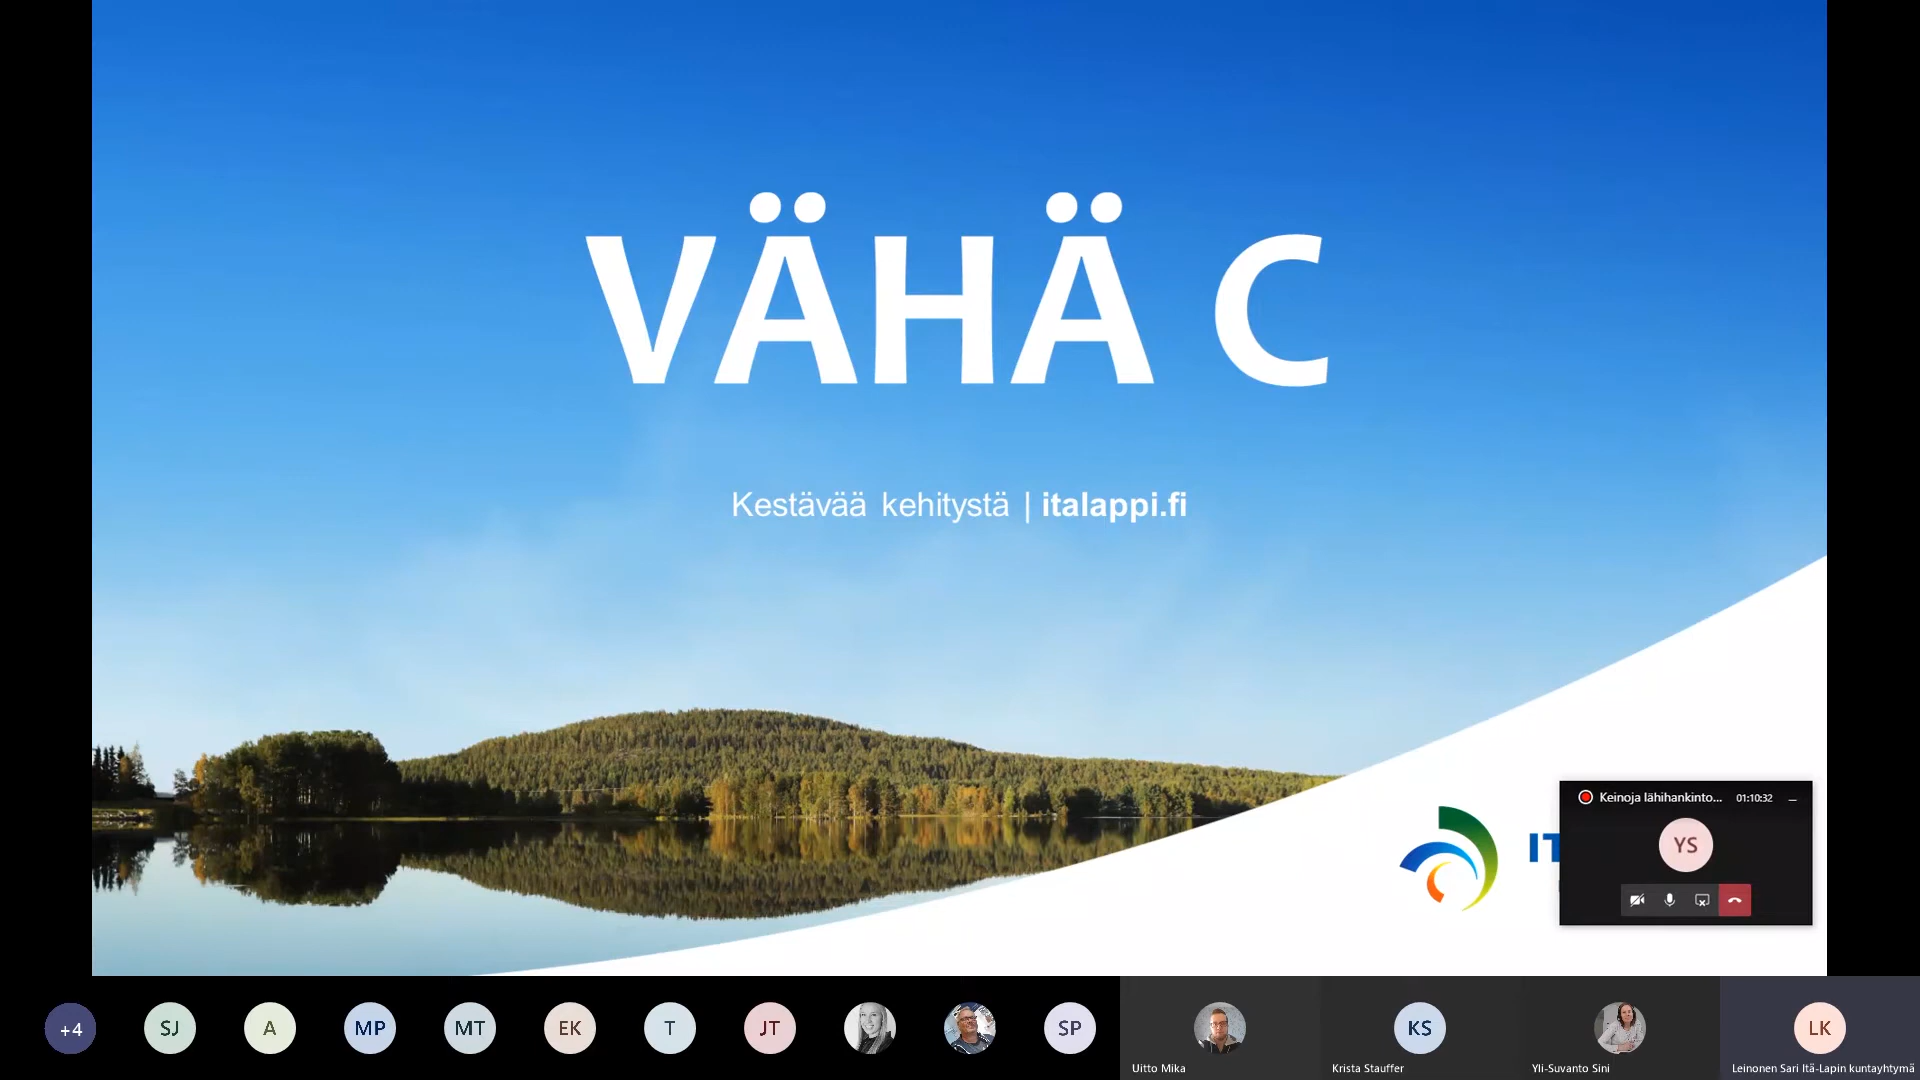 VÄHÄ C
Kestävää kehitystä | italappi.fi
IT
Keinoja lähihankinto... 01:10:32
YS
+4
SJ
A
MP
MT
EK
T
JT
SP
KS
LK
Uitto Mika
Krista Stauffer
Yli-Suvanto Sini
Leinonen Sari Itä-Lapin kuntayhtymä